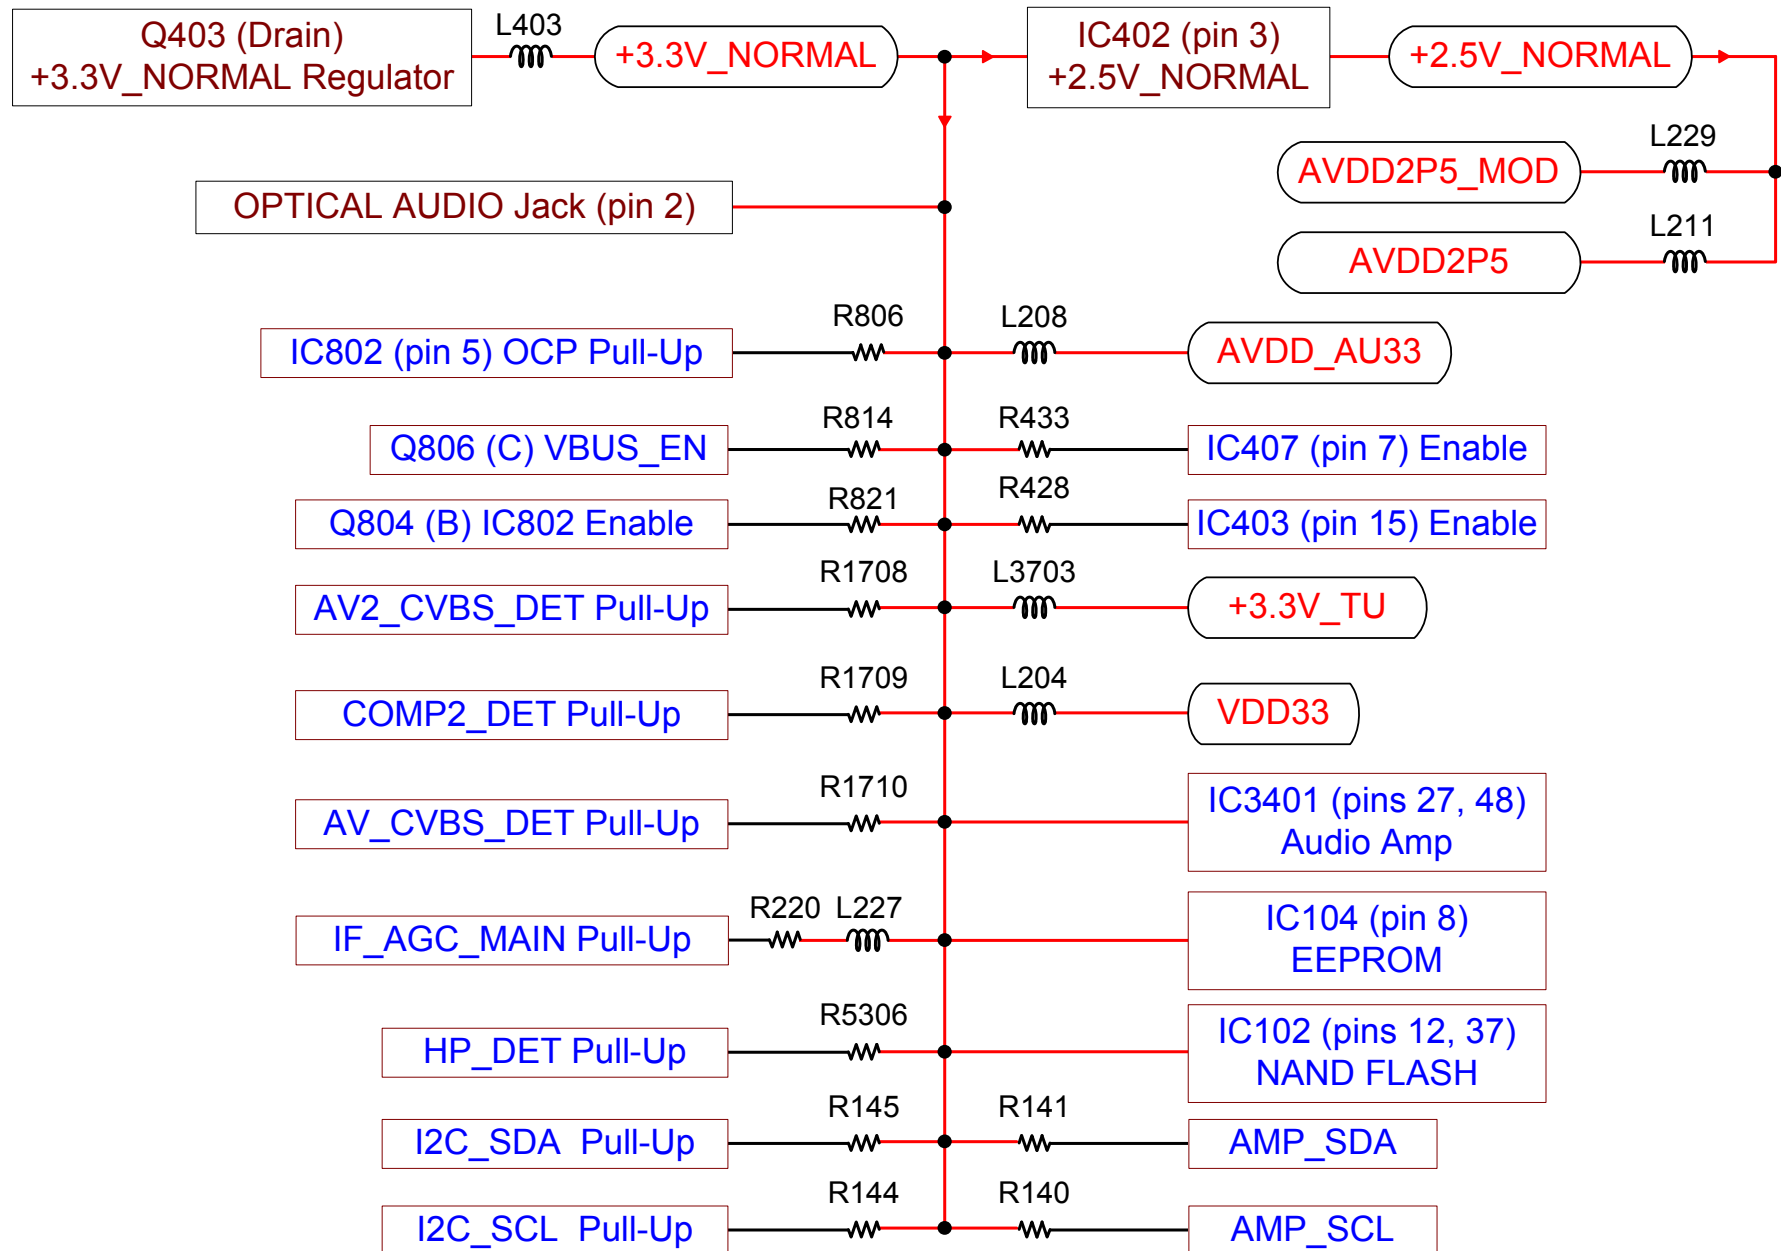 Q403 (Drain)
+3.3V_NORMAL Regulator
L403
+3.3V_NORMAL
IC402 (pin 3)
+2.5V_NORMAL
+2.5V_NORMAL
L229
AVDD2P5_MOD
OPTICAL AUDIO Jack (pin 2)
L211
AVDD2P5
R806
L208
IC802 (pin 5) OCP Pull-Up
AVDD_AU33
R814
R433
Q806 (C) VBUS_EN
IC407 (pin 7) Enable
R821
R428
Q804 (B) IC802 Enable
IC403 (pin 15) Enable
R1708
L3703
AV2_CVBS_DET Pull-Up
+3.3V_TU
R1709
L204
COMP2_DET Pull-Up
VDD33
R1710
AV_CVBS_DET Pull-Up
IC3401 (pins 27, 48)
Audio Amp
R220
L227
IF_AGC_MAIN Pull-Up
IC104 (pin 8)
EEPROM
R5306
HP_DET Pull-Up
IC102 (pins 12, 37)
NAND FLASH
R145
R141
I2C_SDA  Pull-Up
AMP_SDA
R144
R140
I2C_SCL  Pull-Up
AMP_SCL